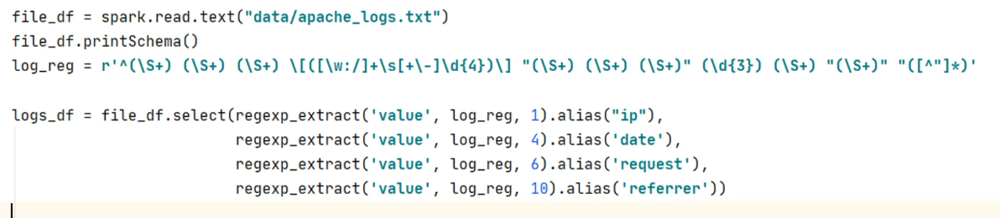 file_df = spark.read.text("data/apache_logs.txt")
file_df.printSchema()
log_reg = r'^(\S+) (\S+) (\S+) \[([\w:/]+\s[+\-]\d{4})\] "(\S+) (\S+) (\S+)" (\d{3}) (\S+) "(\S+)" "([^"]*)'
logs_df = file_df.select(regexp_extract('value', log_reg, 1).alias("ip"),
regexp_extract('value', log_reg, 4).alias('date'),
regexp_extract('value', log_reg, 6).alias('request'),
regexp_extract('value', log_reg, 10).alias('referrer'))